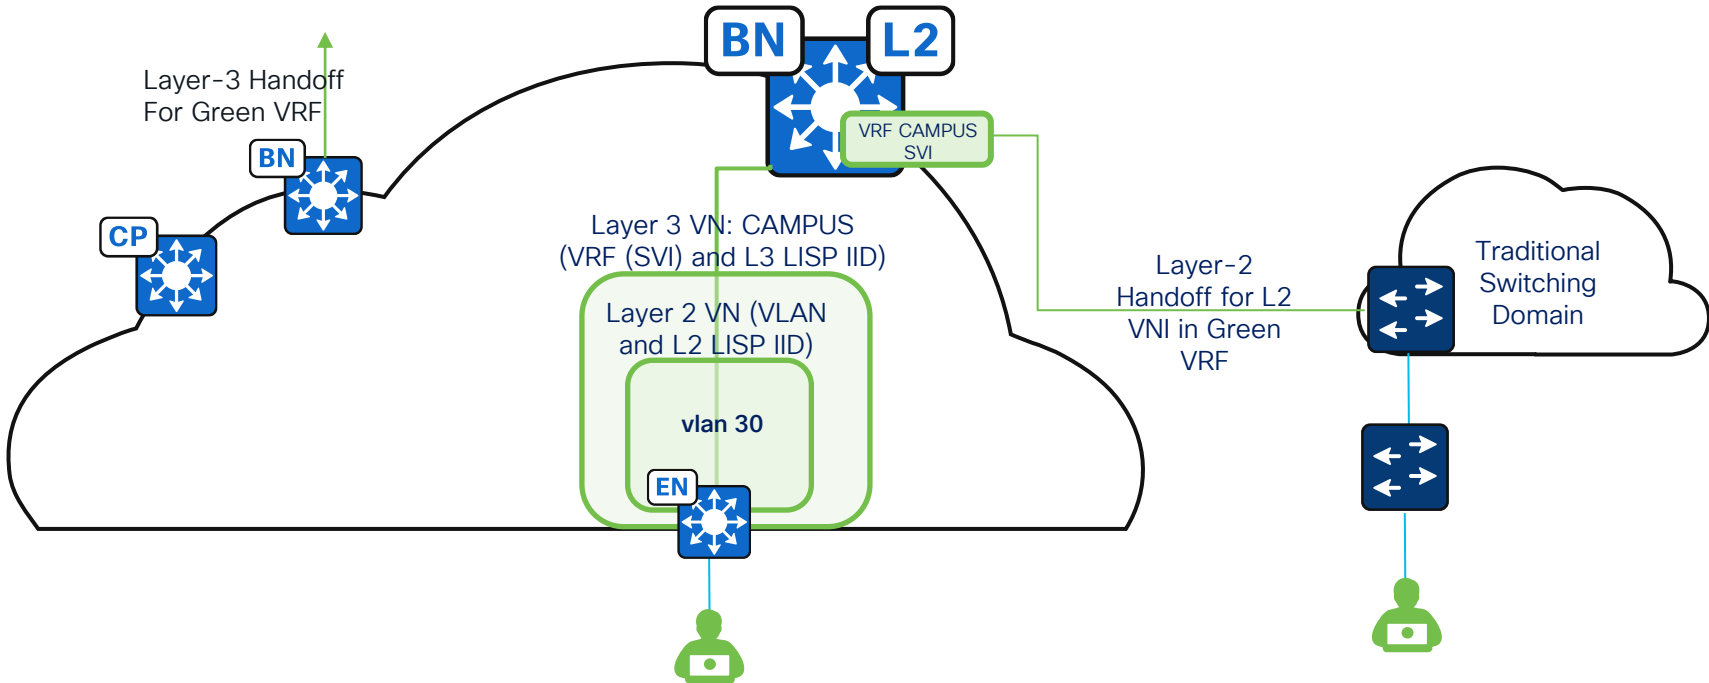 BN
L2
Layer-3 Handoff
For Green VRF
BN
VRF CAMPUS
SVI
CP
Layer 3 VN: CAMPUS
(VRF (SVI) and L3 LISP IID)
Layer-2
Handoff for L2
VNI in Green
VRF
Traditional
Switching
Domain
Layer 2 VN (VLAN
and L2 LISP IID)
vlan 30
EN